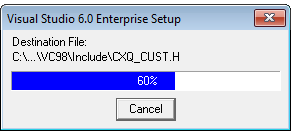 Visual Studio 6.0 Enterprise Setup
Destination File:
C:\...\VC98\Include\CXQ_CUST.H
60%
Cancel